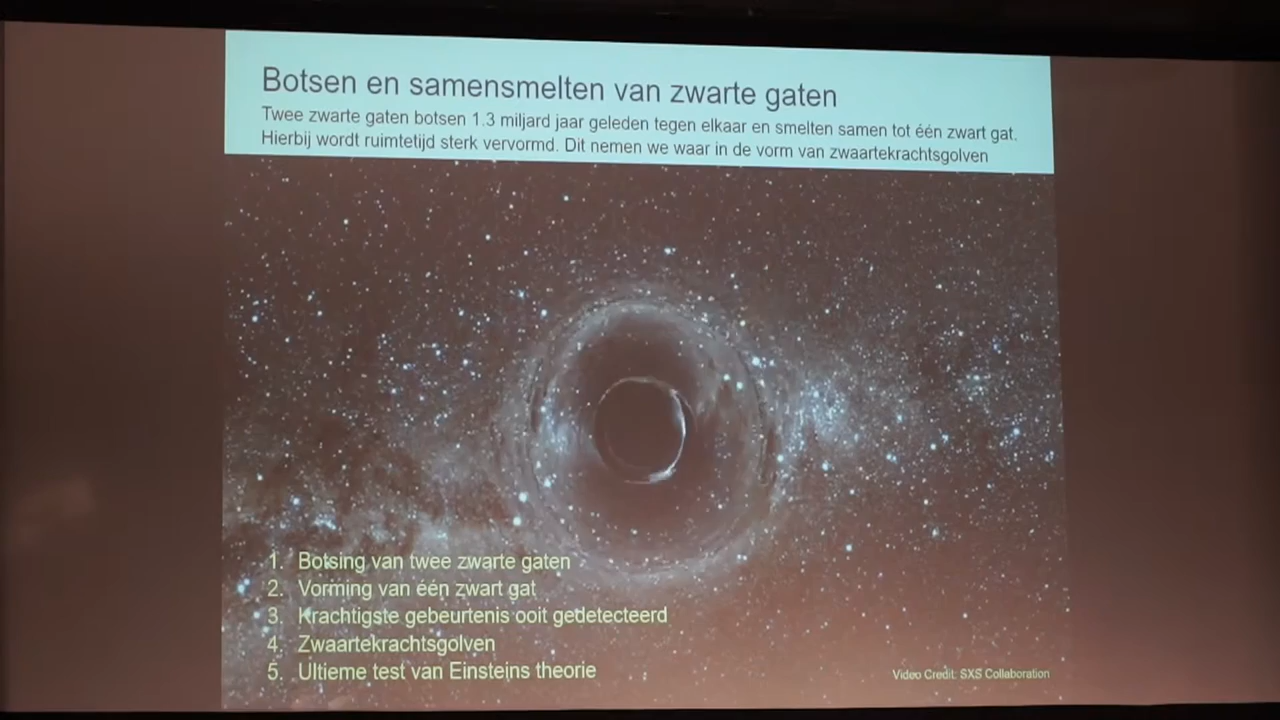 Botsen en samensmelten van zwarte gaten
Twee zwarte gaten botsen 1.3 miljard jaar geleden tegen elkaar en smelten samen tot één zwart gat.
Hierbij wordt ruimtetijd sterk vervormd. Dit nemen we waar in de vorm van zwaartekrachtsgolven
1. Botsing van twee zwarte gaten
2. Vorming van één zwart gat
3. Krachtigste gebeurtenis ooit gedetecteerd
4. Zwaartekrachtsgolven
5. Ultieme test van Einsteins theorie
Video Credit: SXS Collaboration